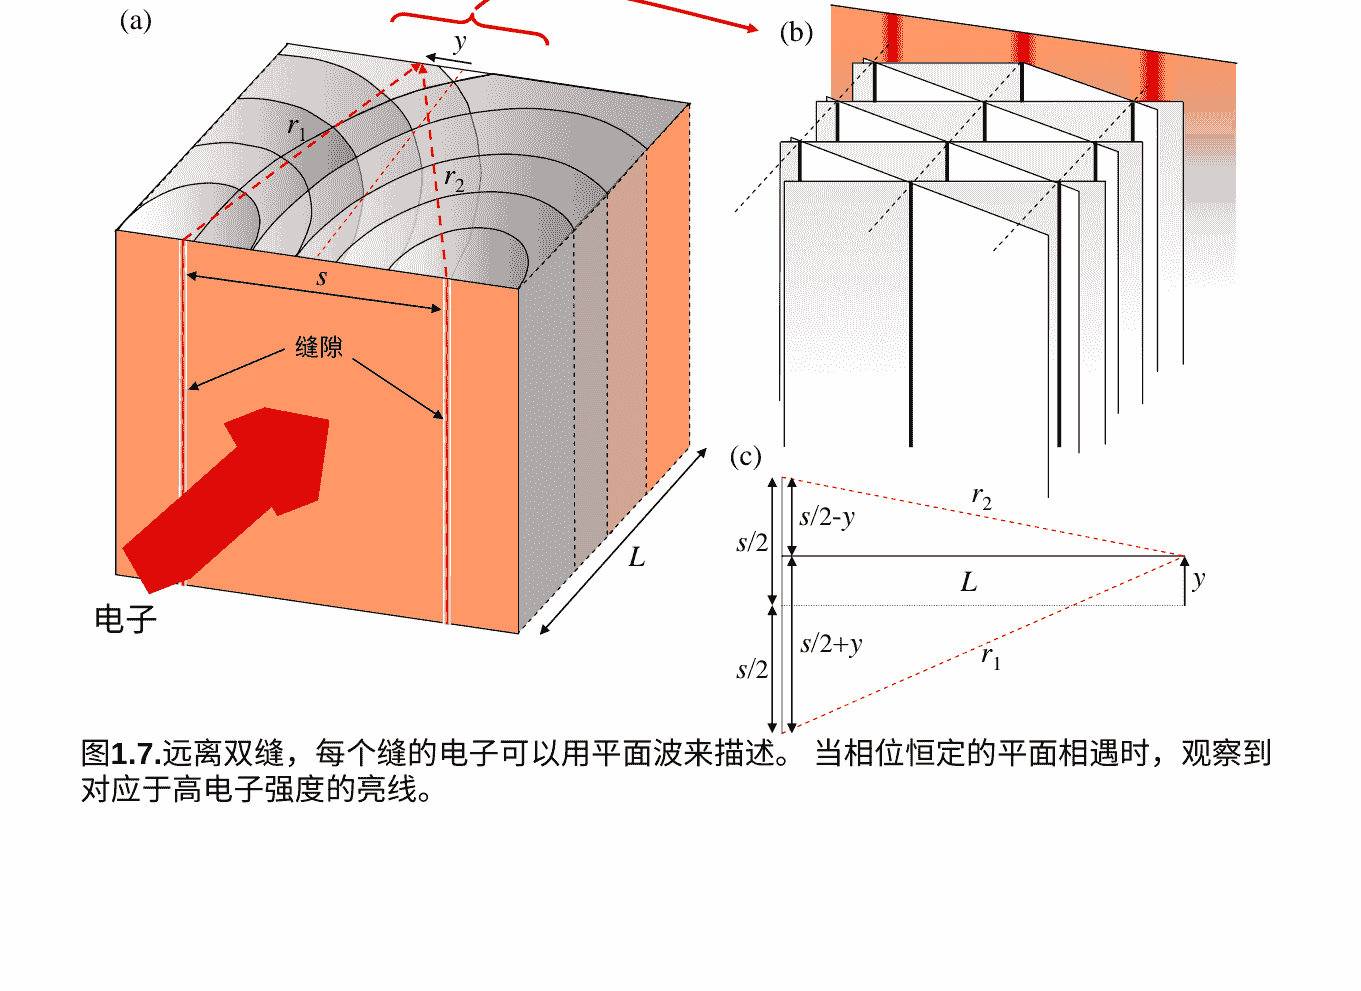 (a)
y
(b)
r1
r2
s
缝隙
(c)
r2
s/2-y
s/2
L
y
L
s/2+y
r1
s/2
电子
图1.7.远离双缝，每个缝的电子可以用平面波来描述。 当相位恒定的平面相遇时，观察到
对应于高电子强度的亮线。